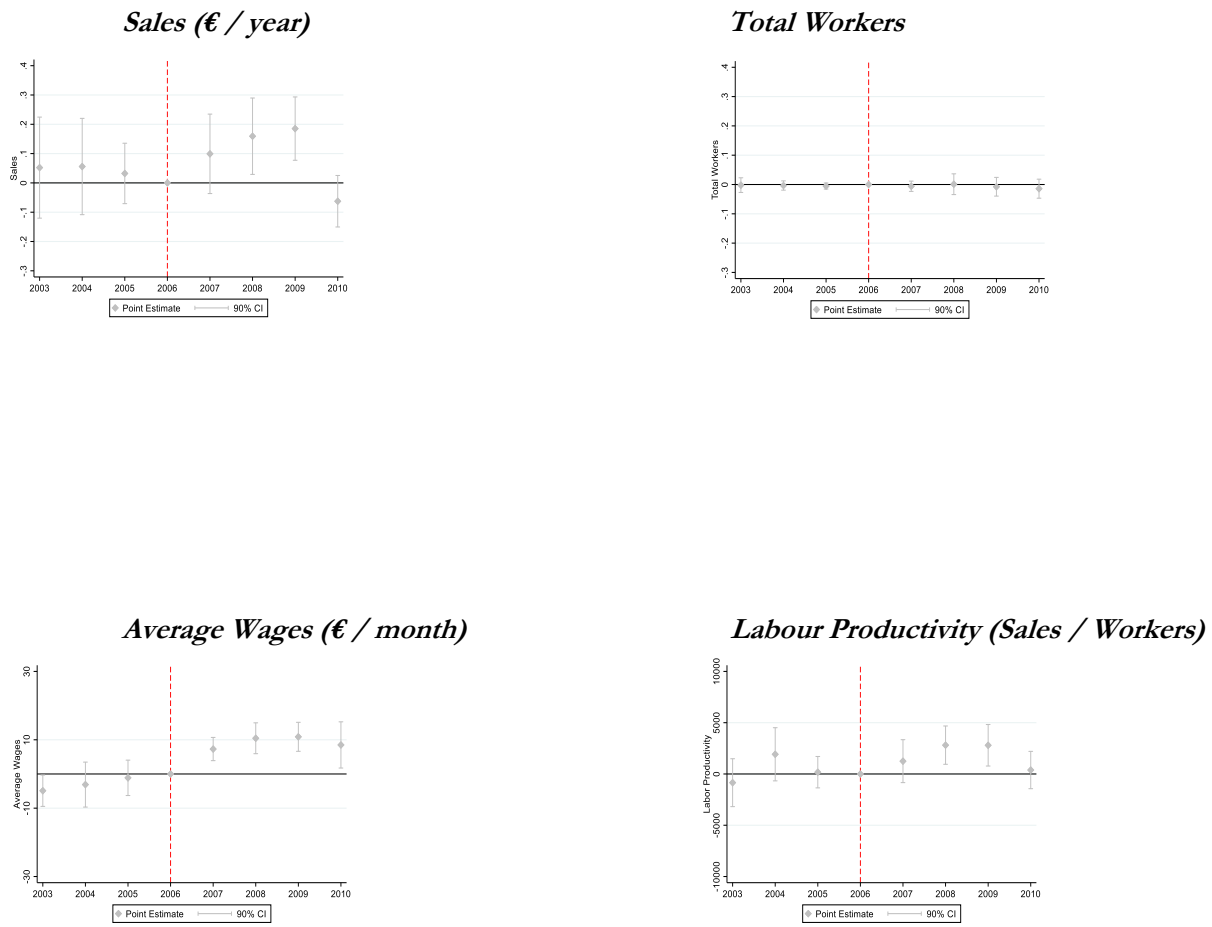 Sales (€ / year)
Total Workers
.4
.3
.2
.1
0
-.1
-.2
-.3
Sales
2003 2004 2005 2006 2007 2008 2009 2010
Point Estimate 90% CI
.4
.3
.2
.1
0
-.1
-.2
-.3
Total Workers
2003 2004 2005 2006 2007 2008 2009 2010
Point Estimate 90% CI
Average Wages (€ / month)
Labour Productivity (Sales / Workers)
30
10
-10
-30
Average Wages
2003 2004 2005 2006 2007 2008 2009 2010
Point Estimate 90% CI
10000
5000
0
-5000
-10000
Labor Productivity
2003 2004 2005 2006 2007 2008 2009 2010
Point Estimate 90% CI